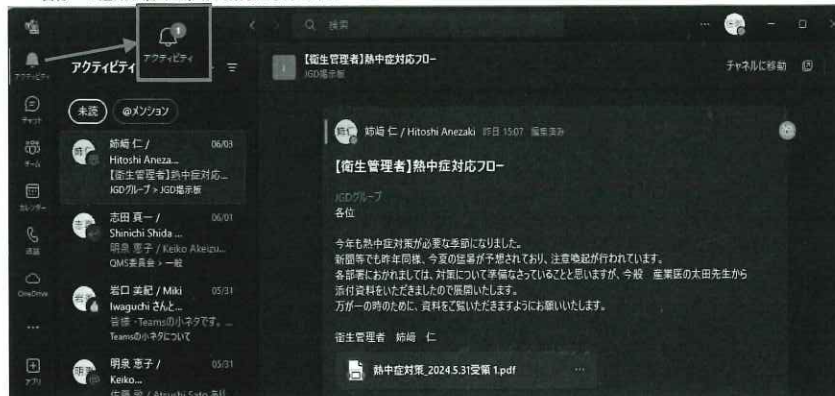 検索
アクティビティ
1
アクティビティ
アクティビティ
未読
@メンション
チャット
チーム
カレンダー
通話
OneDrive
アプリ
姉﨑 仁 /
06/03
Hitoshi Aneza...
【衛生管理者】熱中症対応...
JGDグループ > JGD掲示板
志田 真一 /
06/01
Shinichi Shida ...
明泉 恵子 / Keiko Akeizu...
QMS委員会 > 一般
岩口 美紀 / Miki
05/31
Iwaguchi さんと...
皆様・Teamsの小ネタです。...
Teamsの小ネタについて
明泉 恵子 /
05/31
Keiko...
【衛生管理者】熱中症対応フロー
JGD掲示板
チャネルに移動
姉﨑 仁 / Hitoshi Anezaki 昨日 15:07 編集済み
【衛生管理者】熱中症対応フロー
JGDグループ
各位
今年も熱中症対策が必要な季節になりました。
新聞等でも昨年同様、今夏の猛暑が予想されており、注意喚起が行われています。
各部署におかれましては、対策について準備なさっていることと思いますが、今般 産業医の太田先生から
添付資料をいただきましたので展開いたします。
万が一の時のために、資料をご覧いただきますようにお願いいたします。
衛生管理者 姉﨑 仁
熱中症対策_2024.5.31受領 1.pdf